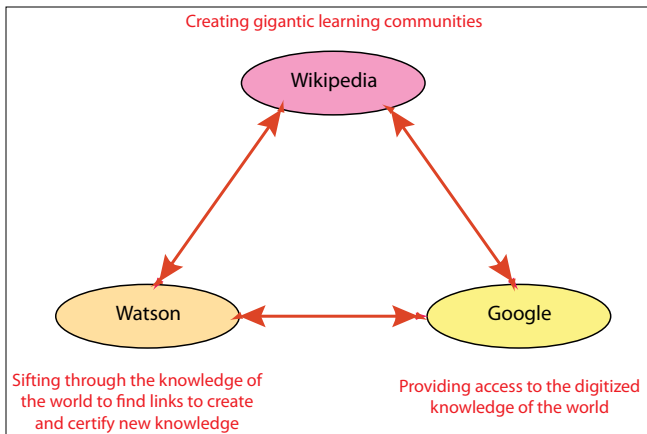 Creating gigantic learning communities
Wikipedia
Watson
Google
Sifting through the knowledge of
the world to find links to create
and certify new knowledge
Providing access to the digitized
knowledge of the world